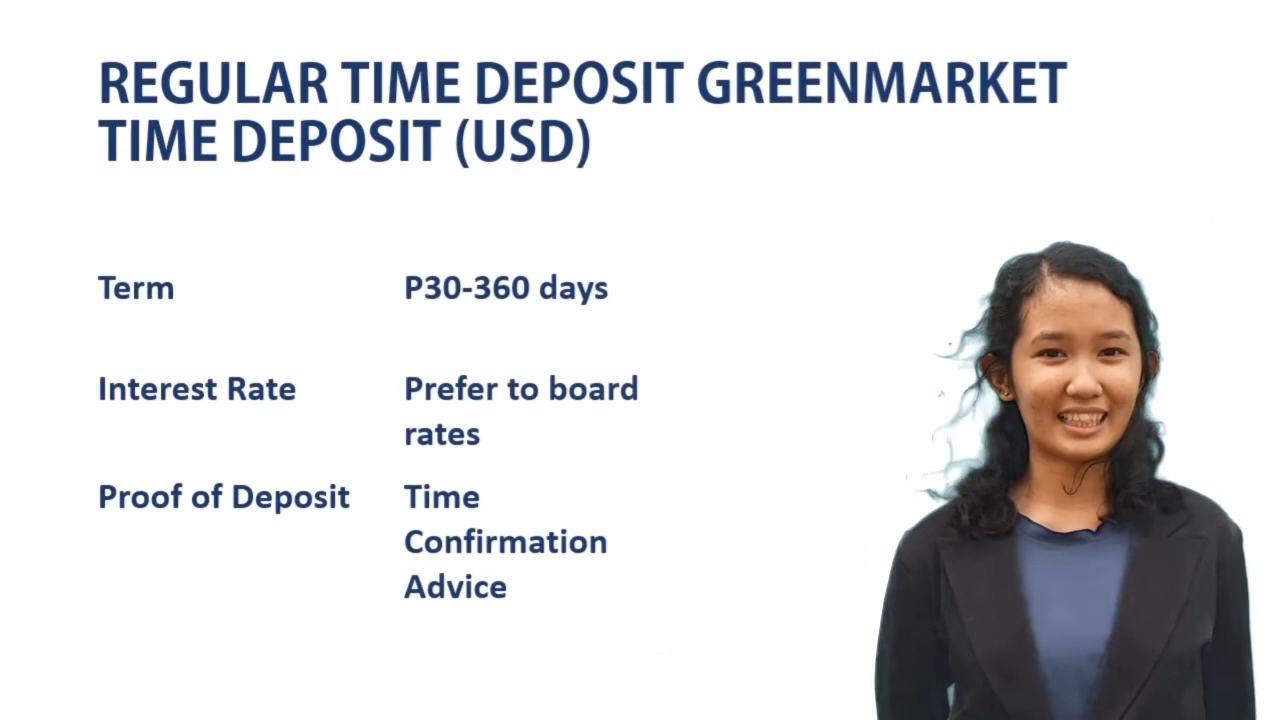 REGULAR TIME DEPOSIT GREENMARKET
TIME DEPOSIT (USD)
Term
P30-360 days
Interest Rate
Prefer to board
rates
Proof of Deposit
Time
Confirmation
Advice